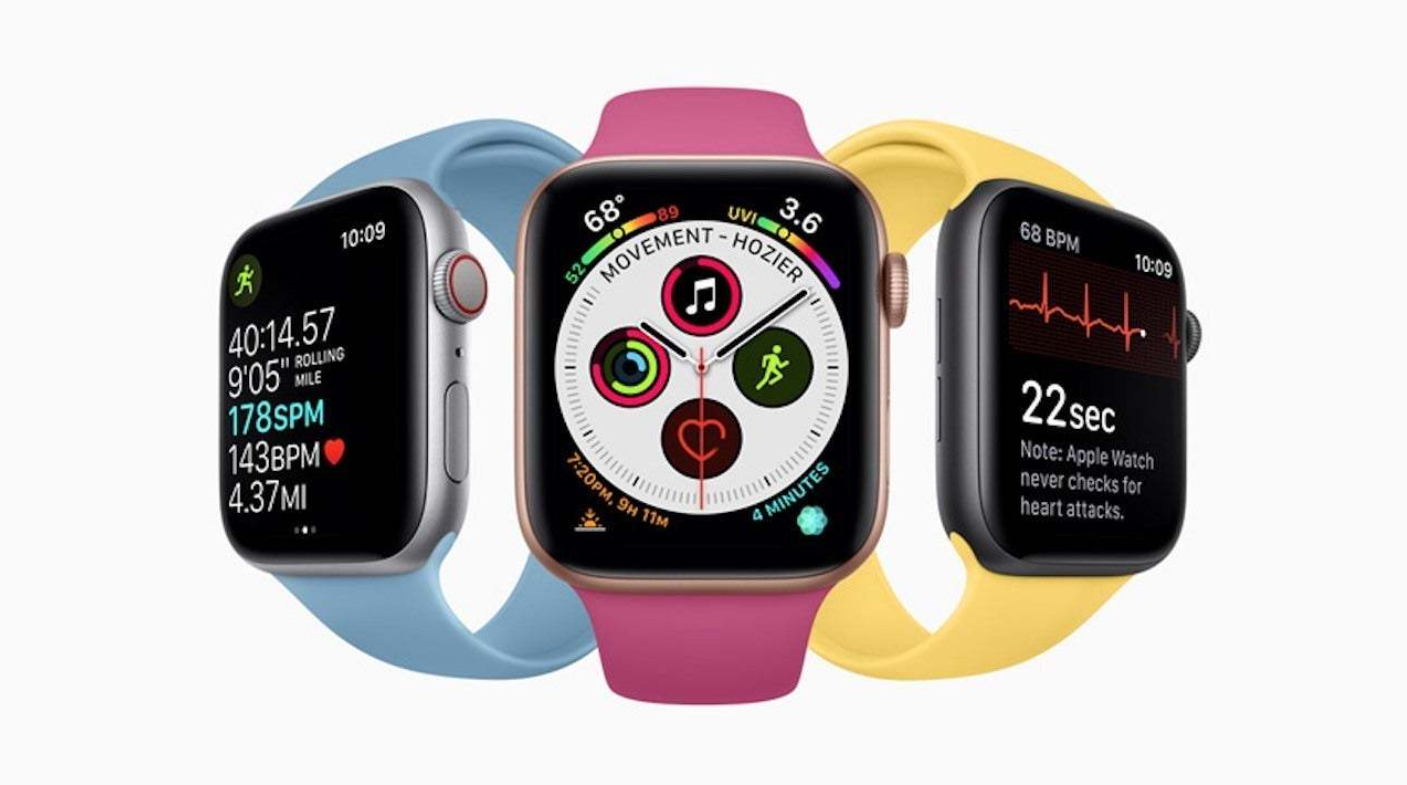 10:09
40:14.57
9'05" ROLLING
MILE
178SPM
143BPM
4.37MI
68°
89
52
UVI
3.6
MOVEMENT - HOZIER
7:20PM, 9H 11M
4 MINUTES
68 BPM
10:09
22 sec
Note: Apple Watch
never checks for
heart attacks.